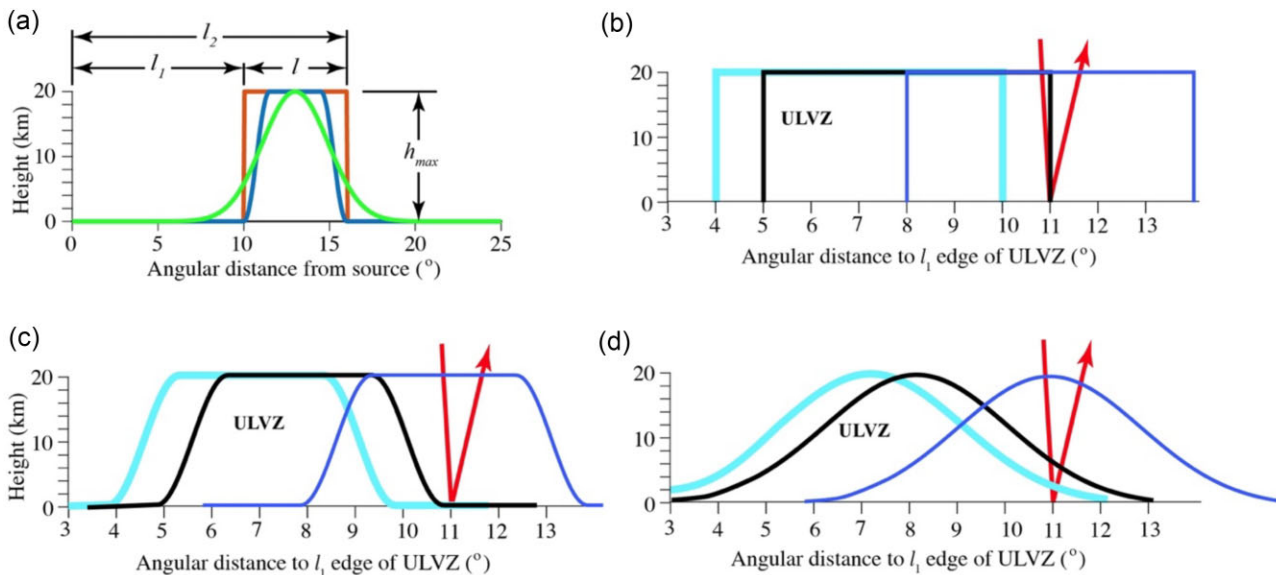 (a)
l2
l1
l
20
10
0
Height (km)
hmax
0 5 10 15 20 25
Angular distance from source (°)
(b)
20
10
0
ULVZ
3 4 5 6 7 8 9 10 11 12 13
Angular distance to l1 edge of ULVZ (°)
(c)
20
10
0
Height (km)
ULVZ
3 4 5 6 7 8 9 10 11 12 13
Angular distance to l1 edge of ULVZ (°)
(d)
20
10
0
ULVZ
3 4 5 6 7 8 9 10 11 12 13
Angular distance to l1 edge of ULVZ (°)